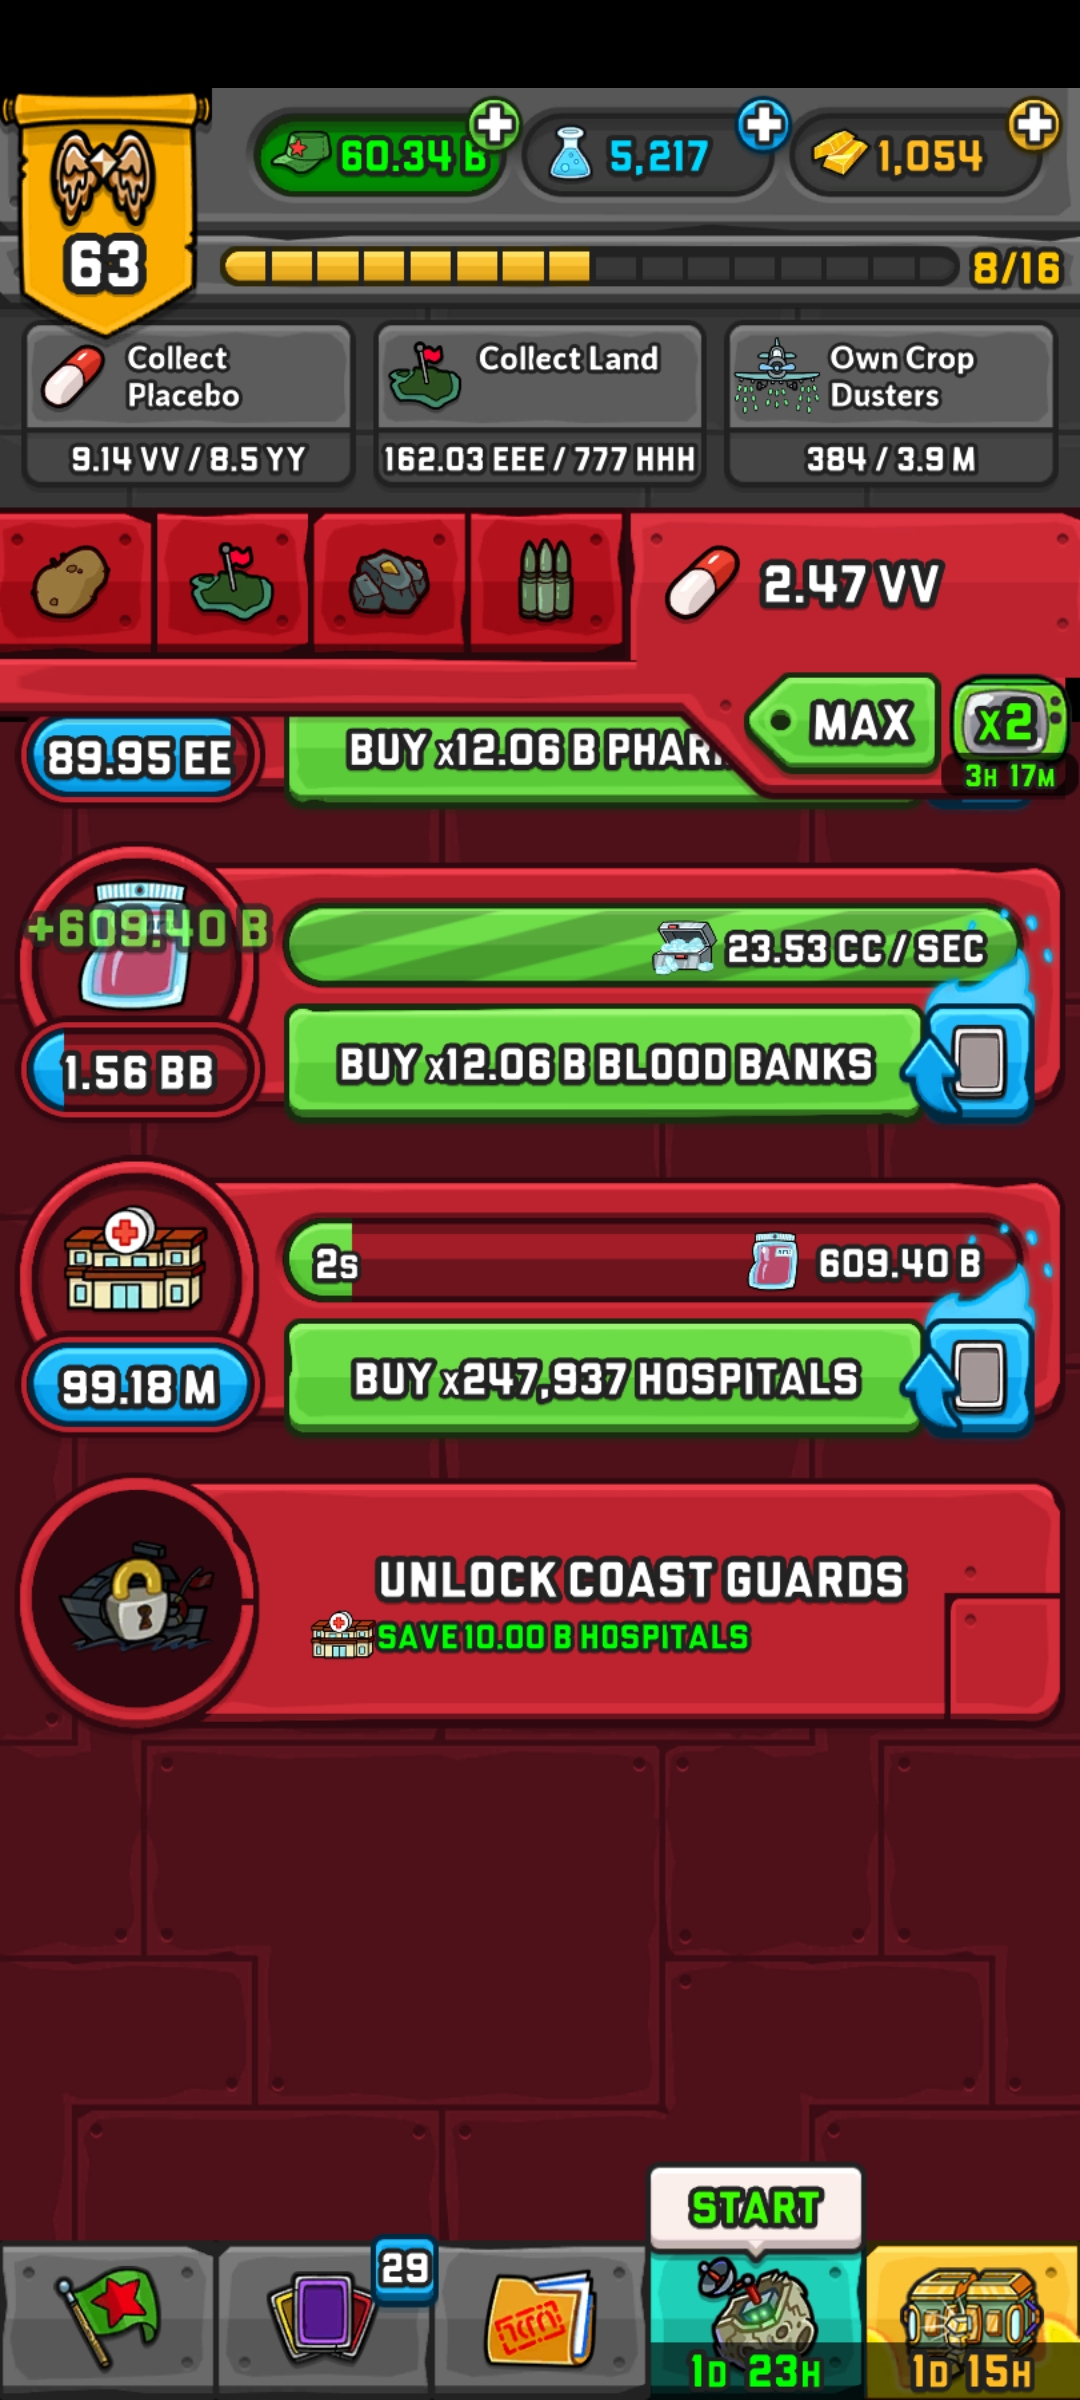 60.34 B
5,217
1,054
63
8/16
Collect
Placebo
9.14 VV / 8.5 YY
Collect Land
162.03 EEE / 777 HHH
Own Crop
Dusters
384 / 3.9 M
2.47 VV
MAX
X2
3H 17M
89.95 EE
BUY x12.06 B
+609.40 B
23.53 CC / SEC
1.56 BB
BUY x12.06 B BLOOD BANKS
2s
609.40 B
99.18 M
BUY x247,937 HOSPITALS
UNLOCK COAST GUARDS
SAVE 10.00 B HOSPITALS
START
29
1D 23H
1D 15H